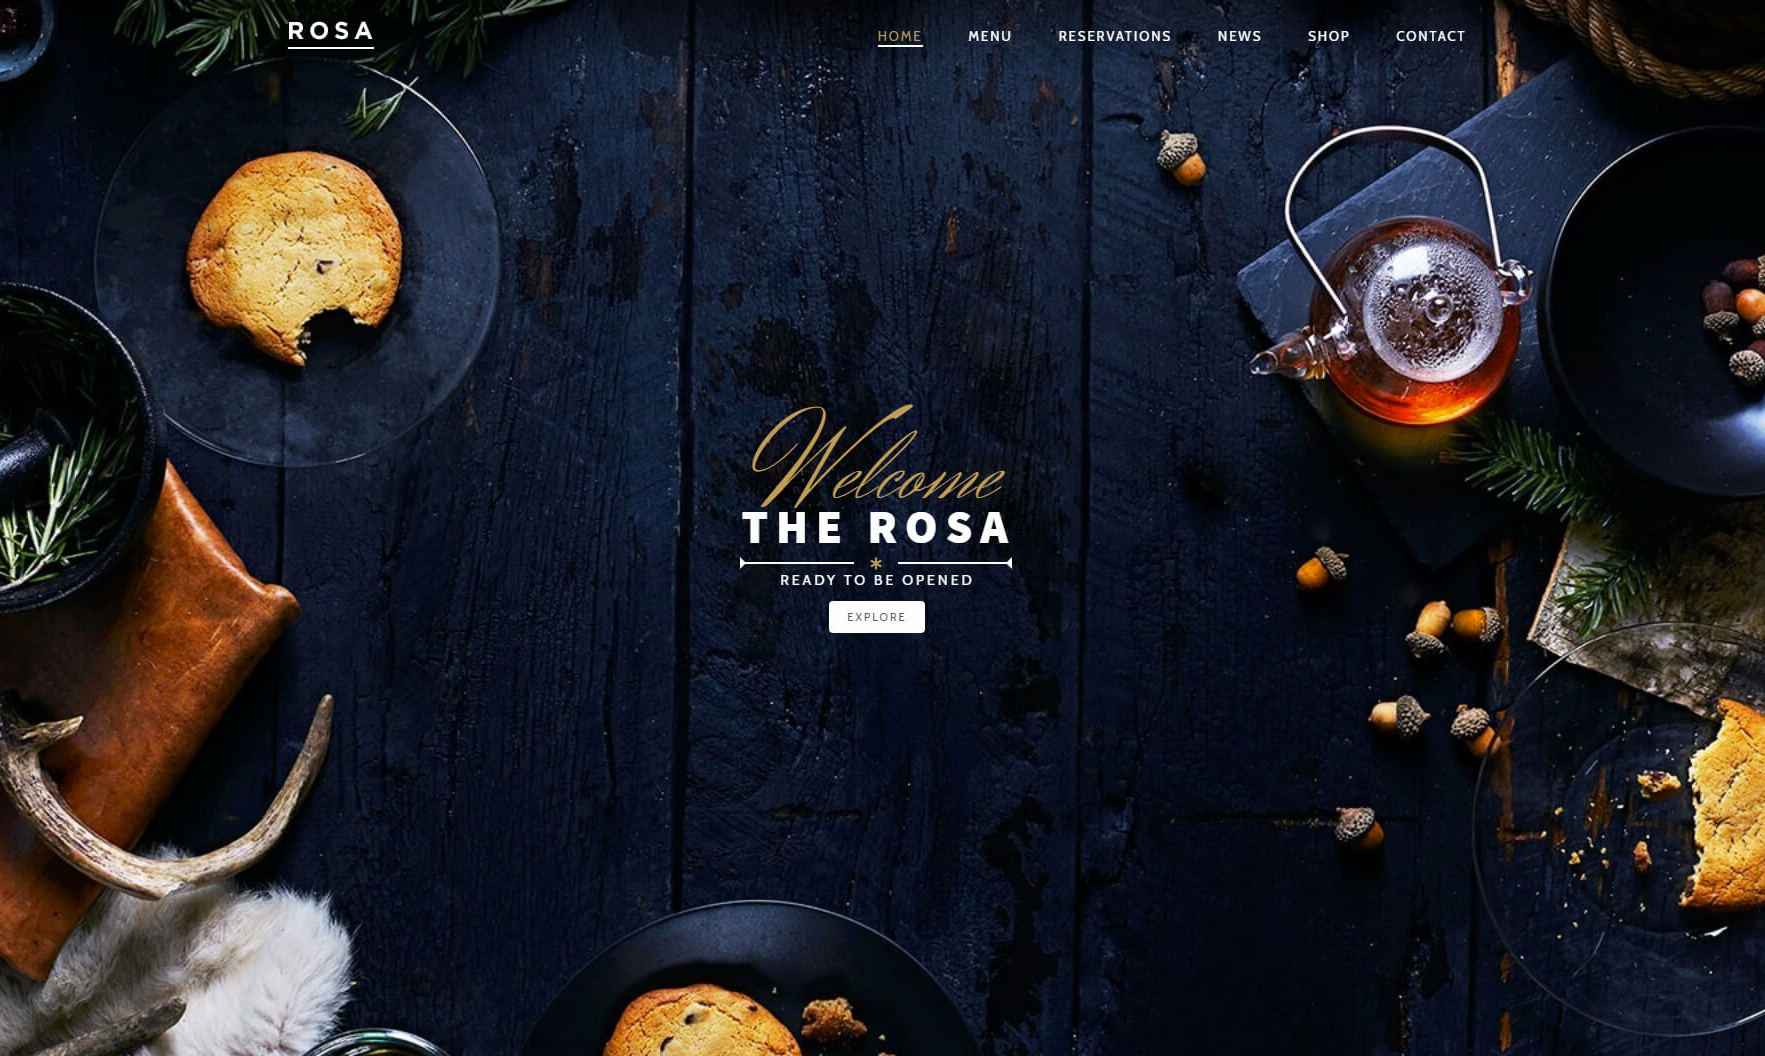 ROSA
HOME MENU RESERVATIONS NEWS SHOP CONTACT
Welcome
THE ROSA
*
READY TO BE OPENED
EXPLORE